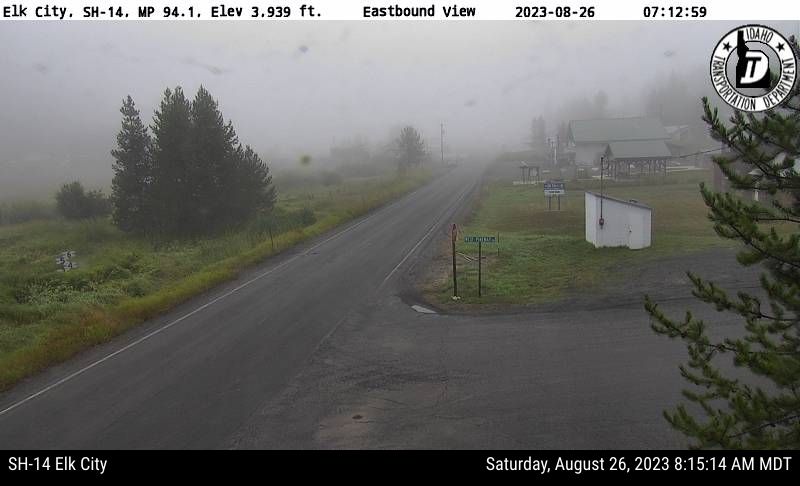 Elk City, SH-14, MP 94.1, Elev 3,939 ft. Eastbound View 2023-08-26 07:12:59
IDAHO
TRANSPORTATION DEPARTMENT
SH-14 Elk City Saturday, August 26, 2023 8:15:14 AM MDT